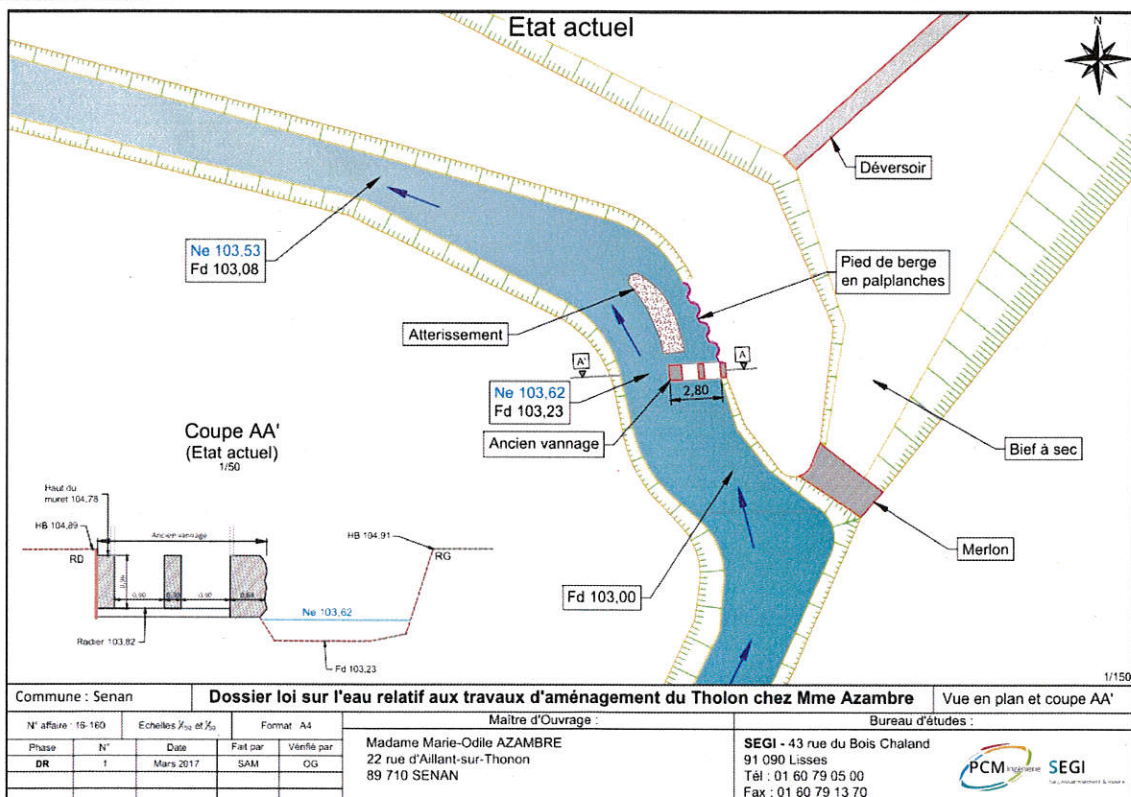 Etat actuel
N
Déversoir
Ne 103,53
Fd 103,08
Pied de berge
en palplanches
Atterissement
A'
A
Ne 103,62
Fd 103,23
2,80
Ancien vannage
Bief à sec
Coupe AA'
(Etat actuel)
1/50
Haut du
muret 104,78
HB 104,89
Ancien vannage
HB 104,91
RD
RG
0,90
0,90
Ne 103,62
Radier 103,82
Fd 103,23
Fd 103,00
Merlon
1/150
Commune : Senan
Dossier loi sur l'eau relatif aux travaux d'aménagement du Tholon chez Mme Azambre
Vue en plan et coupe AA'
N° affaire : 16-160
Format A4
Maître d'Ouvrage :
Bureau d'études :
Phase
N°
Date
Fait par
Vérifié par
DR
1
Mars 2017
SAM
OG
Madame Marie-Odile AZAMBRE
22 rue d'Aillant-sur-Thonon
89 710 SENAN
SEGI - 43 rue du Bois Chaland
91 090 Lisses
Tél : 01 60 79 05 00
Fax : 01 60 79 13 70
PCM Ingénierie
SEGI